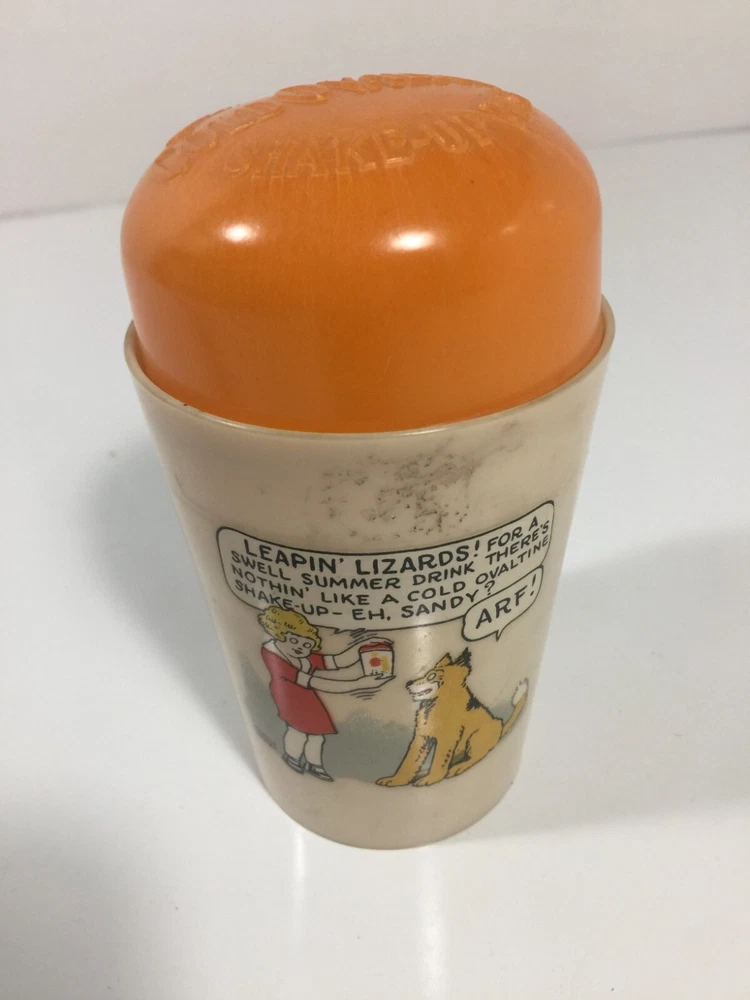 SHAKE-UP
LEAPIN' LIZARDS! FOR A
SWELL SUMMER DRINK THERE'S
NOTHIN' LIKE A COLD OVALTINE
SHAKE-UP- EH, SANDY?
ARF!